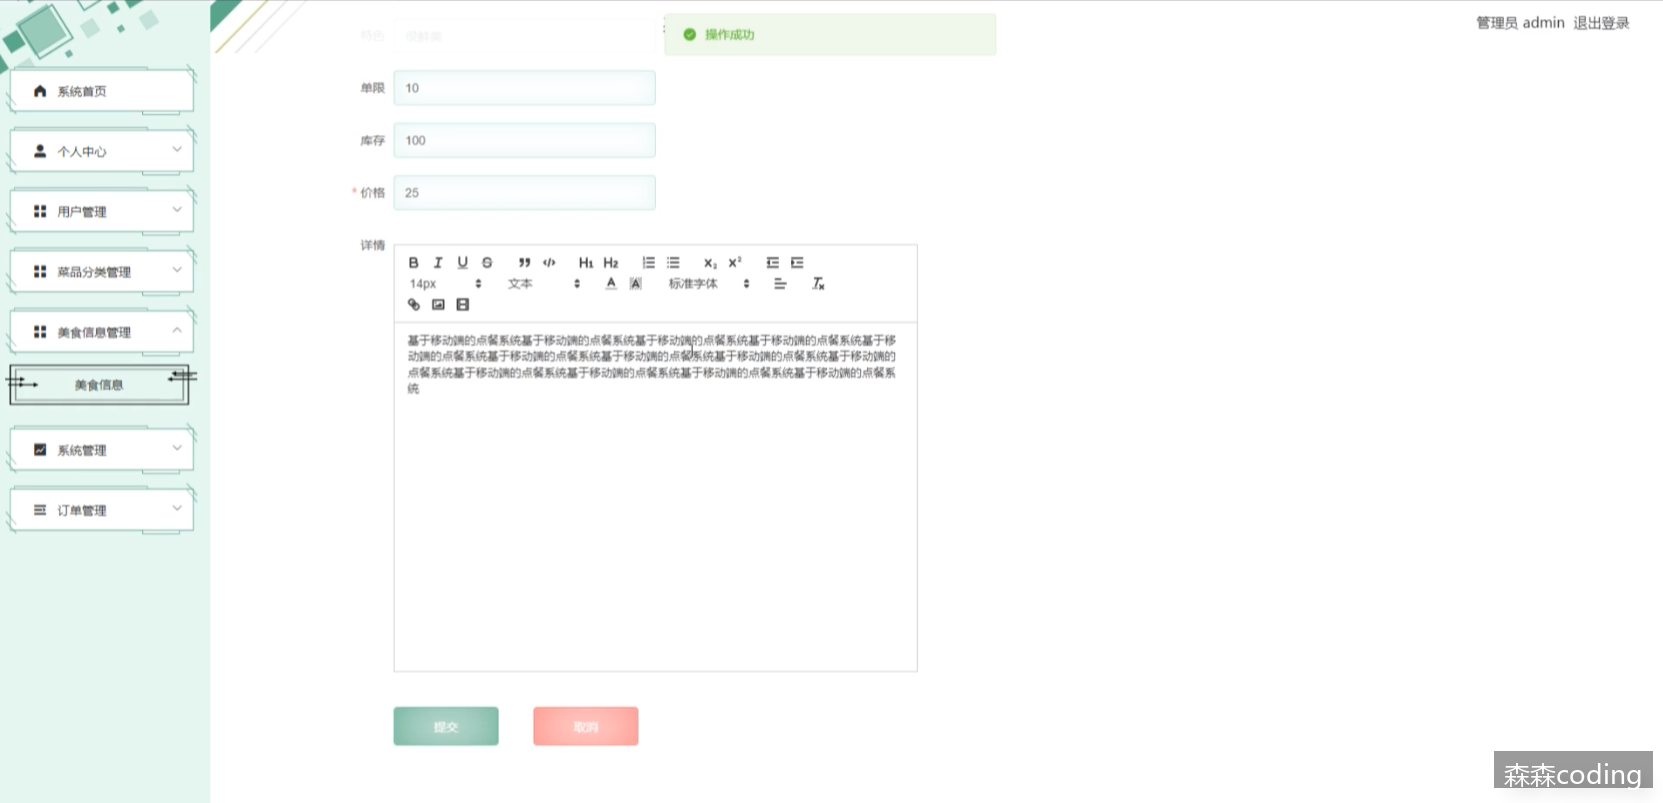 管理员 admin 退出登录
操作成功
特色
很鲜美
系统首页
个人中心
用户管理
菜品分类管理
美食信息管理
美食信息
系统管理
订单管理
单限 10
库存 100
* 价格 25
详情
B I U S H1 H2 X2 X2
14px 文本 A A 标准字体 Tx
基于移动端的点餐系统基于移动端的点餐系统基于移动端的点餐系统基于移动端的点餐系统基于移
动端的点餐系统基于移动端的点餐系统基于移动端的点餐系统基于移动端的点餐系统基于移动端的
点餐系统基于移动端的点餐系统基于移动端的点餐系统基于移动端的点餐系统基于移动端的点餐系
统
提交 取消
森森coding